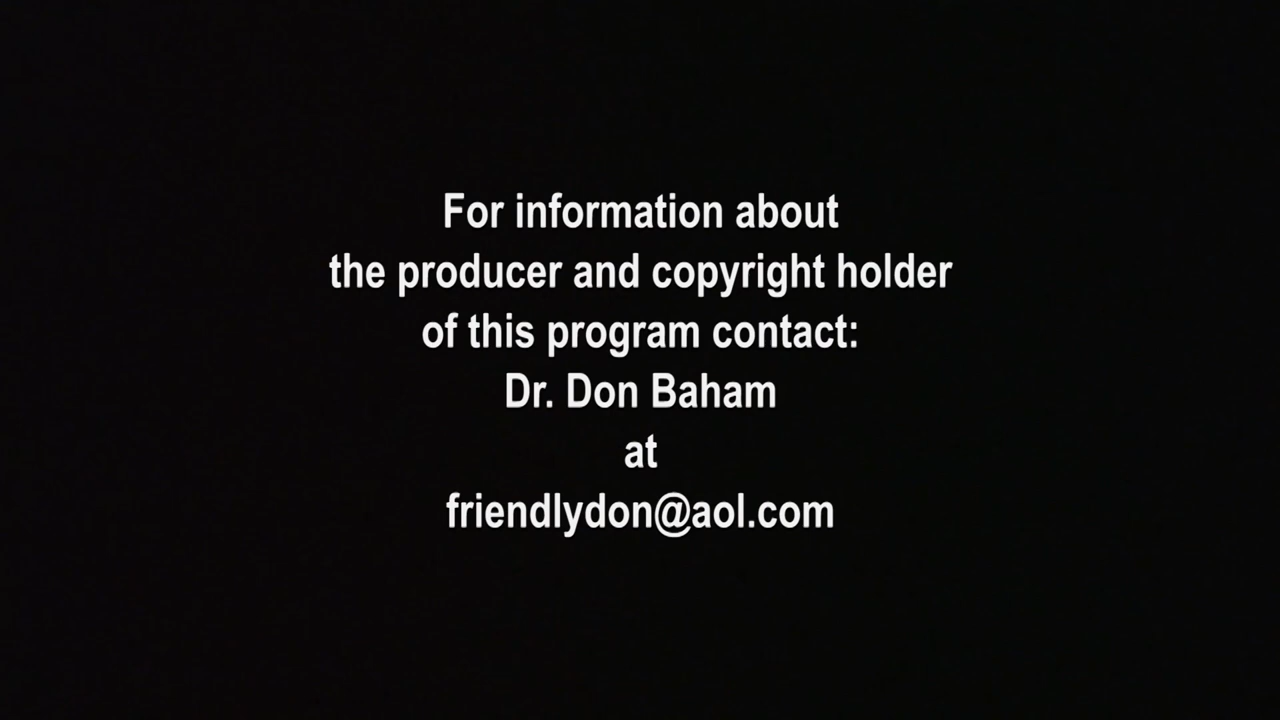 For information about
the producer and copyright holder
of this program contact:
Dr. Don Baham
at
friendlydon@aol.com